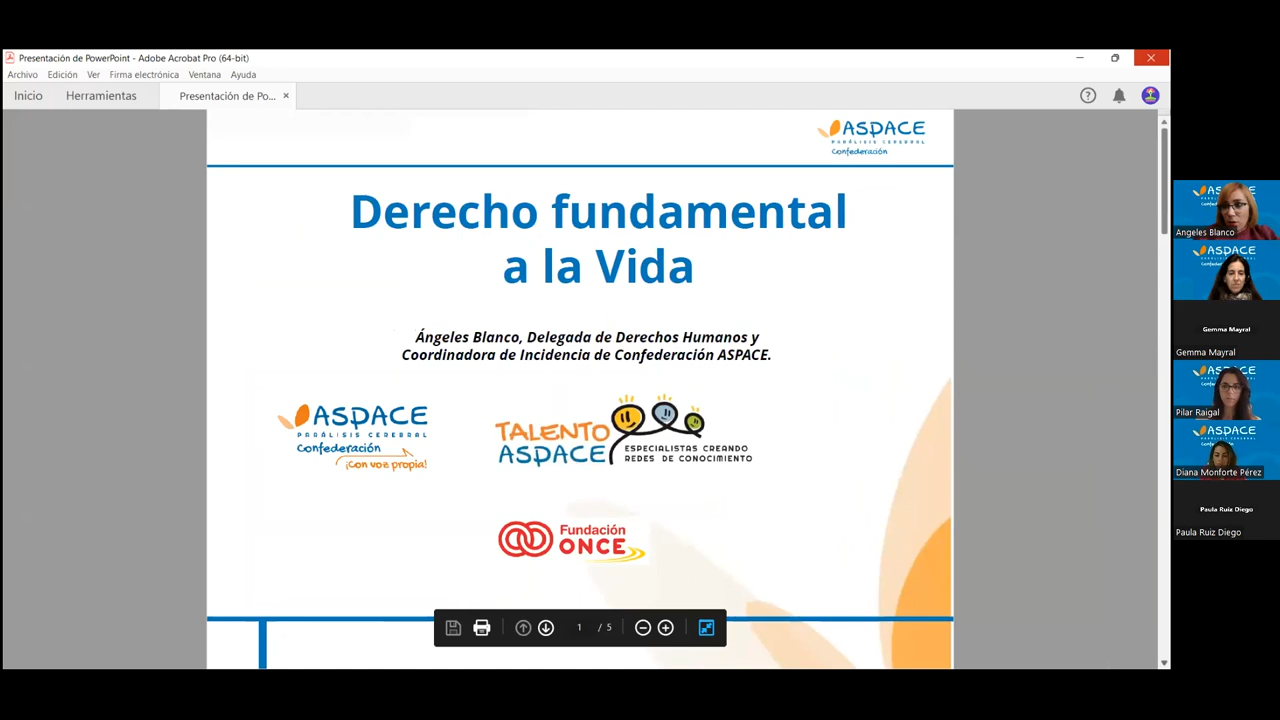 Presentación de PowerPoint - Adobe Acrobat Pro (64-bit)
Archivo Edición Ver Firma electrónica Ventana Ayuda
Inicio Herramientas Presentación de Po... ×
ASPACE
PARÁLISIS CEREBRAL
Confederación
Derecho fundamental
a la Vida
Ángeles Blanco, Delegada de Derechos Humanos y
Coordinadora de Incidencia de Confederación ASPACE.
ASPACE
PARÁLISIS CEREBRAL
Confederación
¡Con voz propia!
TALENTO
ASPACE
ESPECIALISTAS CREANDO
REDES DE CONOCIMIENTO
Fundación
ONCE
1 / 5
Angeles Blanco
ASPACE
Gemma Mayral
Gemma Mayral
ASPACE
Pilar Raigal
ASPACE
Diana Monforte Pérez
Paula Ruiz Diego
Paula Ruiz Diego